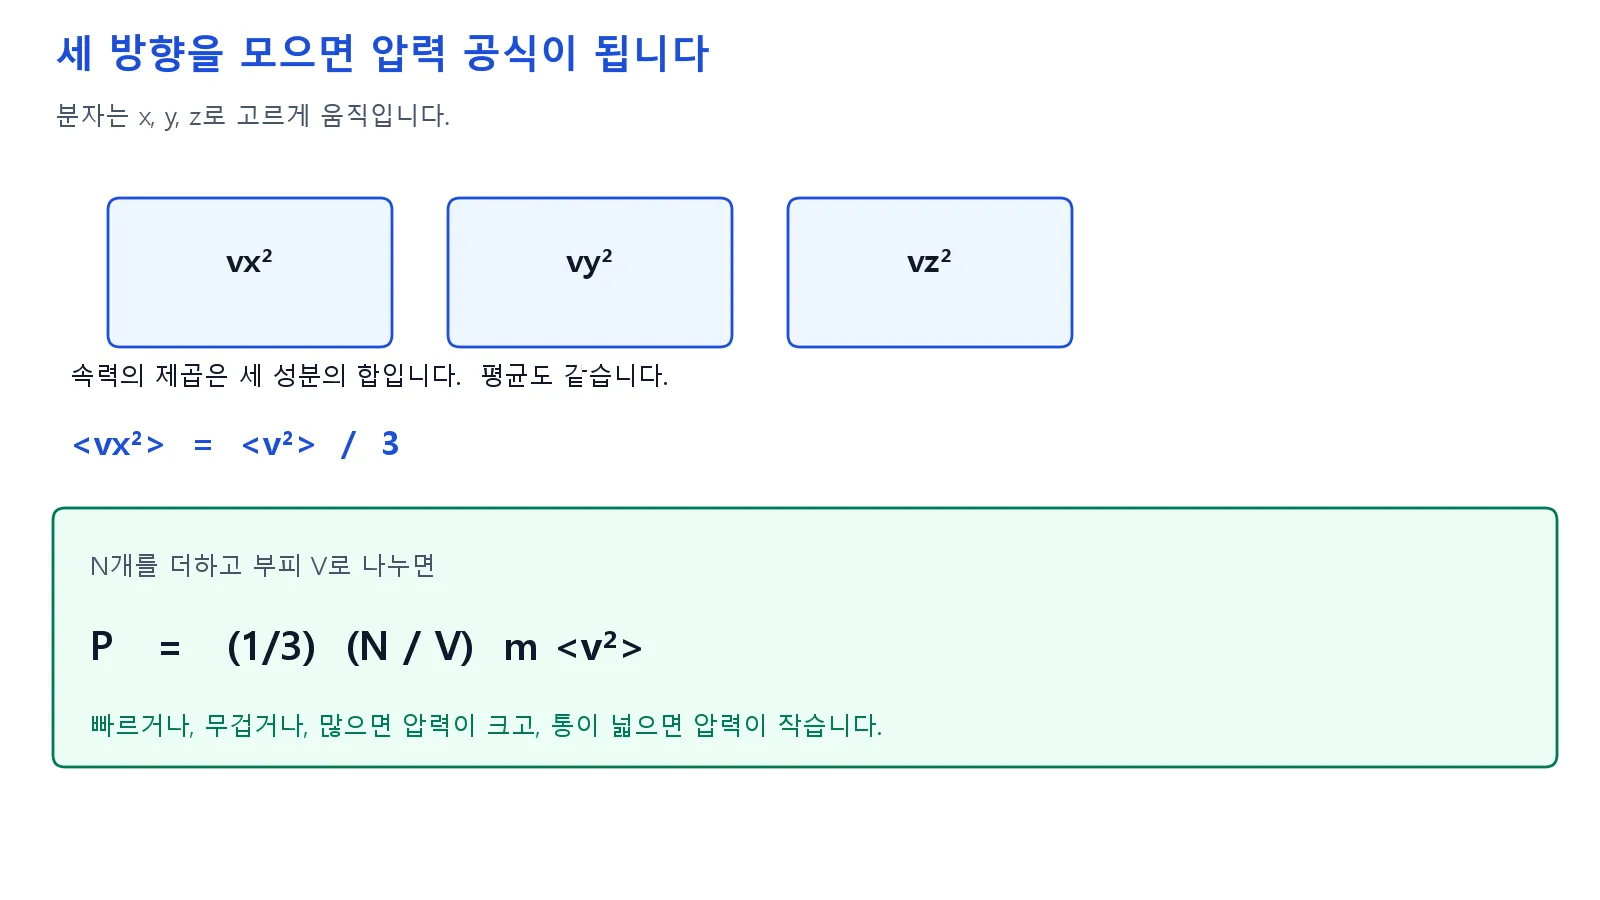 세 방향을 모으면 압력 공식이 됩니다
분자는 x, y, z로 고르게 움직입니다.
vx²
vy²
vz²
속력의 제곱은 세 성분의 합입니다. 평균도 같습니다.
<vx²> = <v²> / 3
N개를 더하고 부피 V로 나누면
P = (1/3) (N / V) m <v²>
빠르거나, 무겁거나, 많으면 압력이 크고, 통이 넓으면 압력이 작습니다.